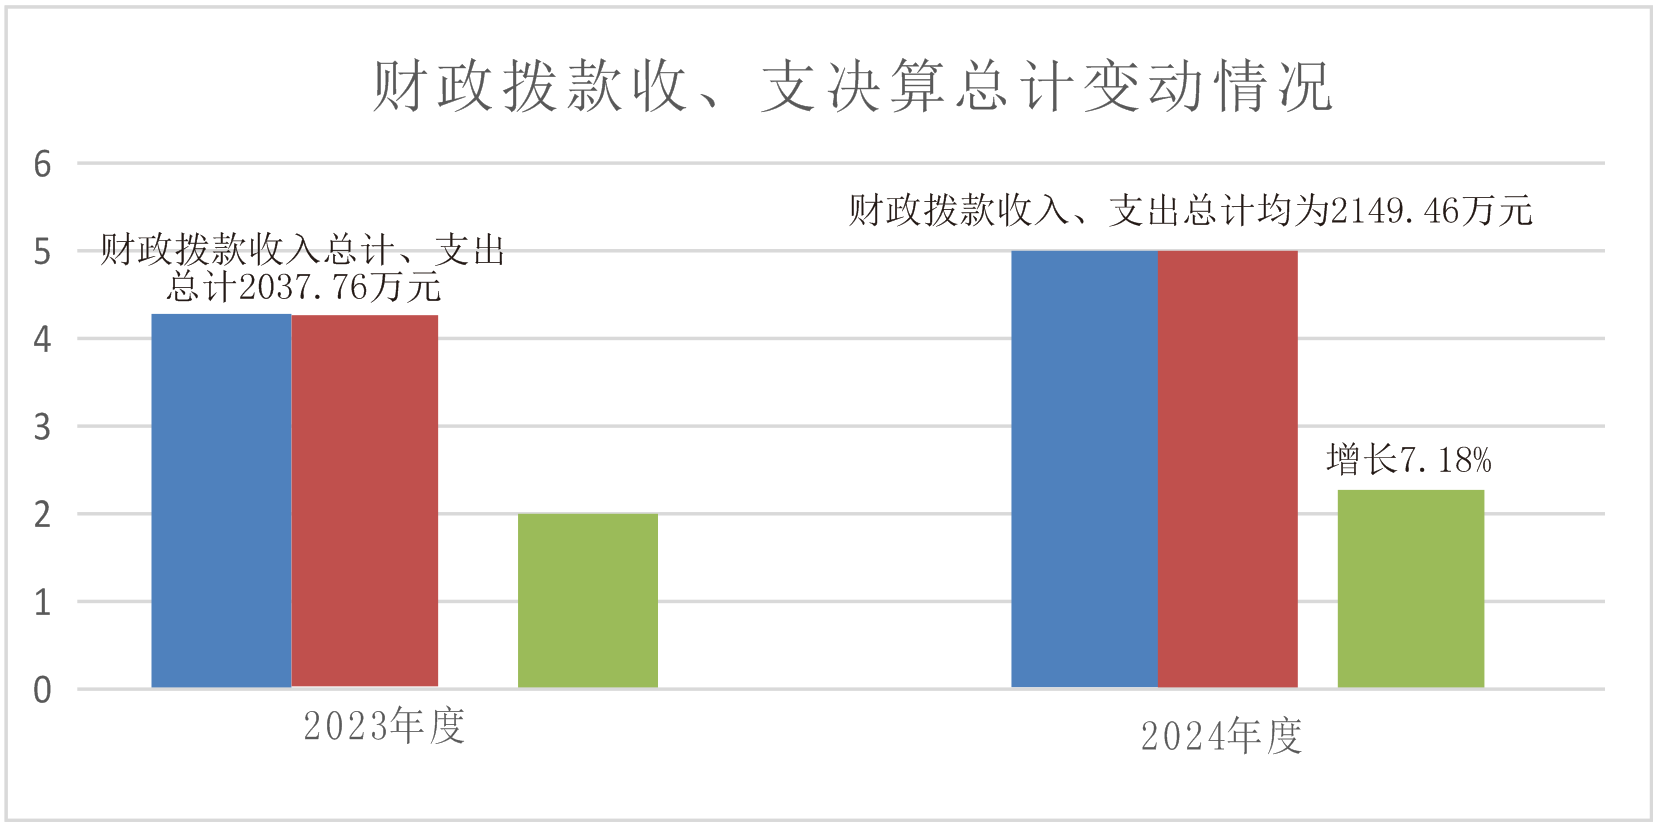 财政拨款收、支决算总计变动情况
6
5
4
3
2
1
0
财政拨款收入总计、支出
总计2037.76万元
财政拨款收入、支出总计均为2149.46万元
增长7.18%
2023年度
2024年度